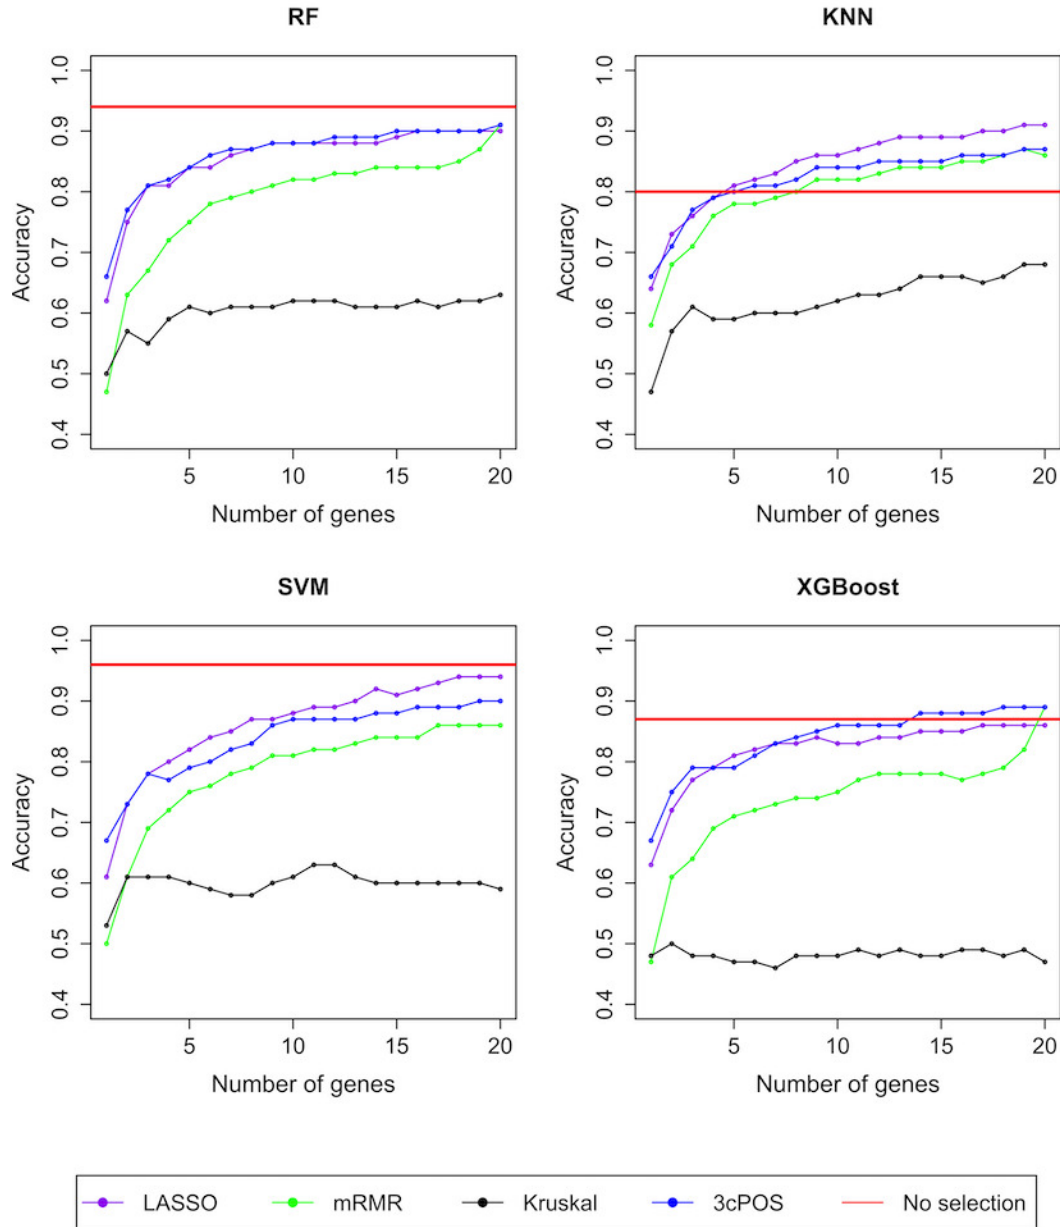 RF
KNN
Accuracy
0.4 0.5 0.6 0.7 0.8 0.9 1.0
5 10 15 20
Number of genes
Accuracy
0.4 0.5 0.6 0.7 0.8 0.9 1.0
5 10 15 20
Number of genes
SVM
XGBoost
Accuracy
0.4 0.5 0.6 0.7 0.8 0.9 1.0
5 10 15 20
Number of genes
Accuracy
0.4 0.5 0.6 0.7 0.8 0.9 1.0
5 10 15 20
Number of genes
LASSO mRMR Kruskal 3cPOS No selection